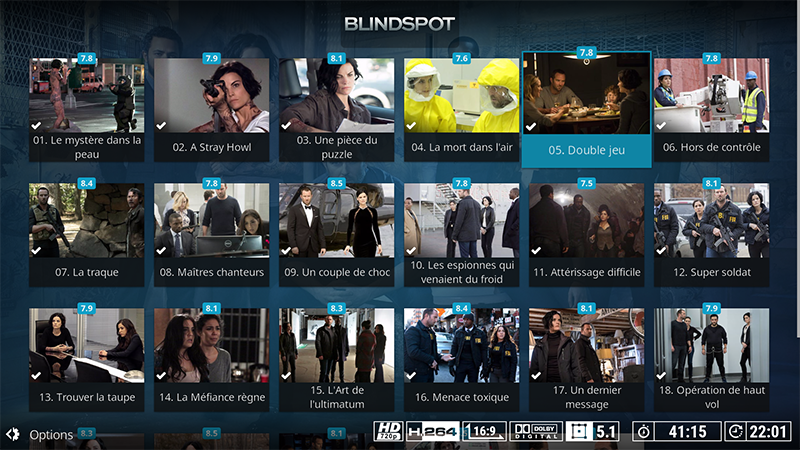 BLINDSPOT
7.8
7.9
8.1
7.6
7.8
7.8
01. Le mystère dans la
peau
02. A Stray Howl
03. Une pièce du
puzzle
04. La mort dans l'air
05. Double jeu
06. Hors de contrôle
8.4
7.8
8.5
7.8
7.5
8.1
07. La traque
08. Maîtres chanteurs
09. Un couple de choc
10. Les espionnes qui
venaient du froid
11. Attérissage difficile
12. Super soldat
7.9
8.1
8.3
8.4
8.1
7.9
13. Trouver la taupe
14. La Méfiance règne
15. L'Art de
l'ultimatum
16. Menace toxique
17. Un dernier
message
18. Opération de haut
vol
Options
8.3
8.5
HD
720p
H.264
16:9
DOLBY
DIGITAL
5.1
41:15
22:01